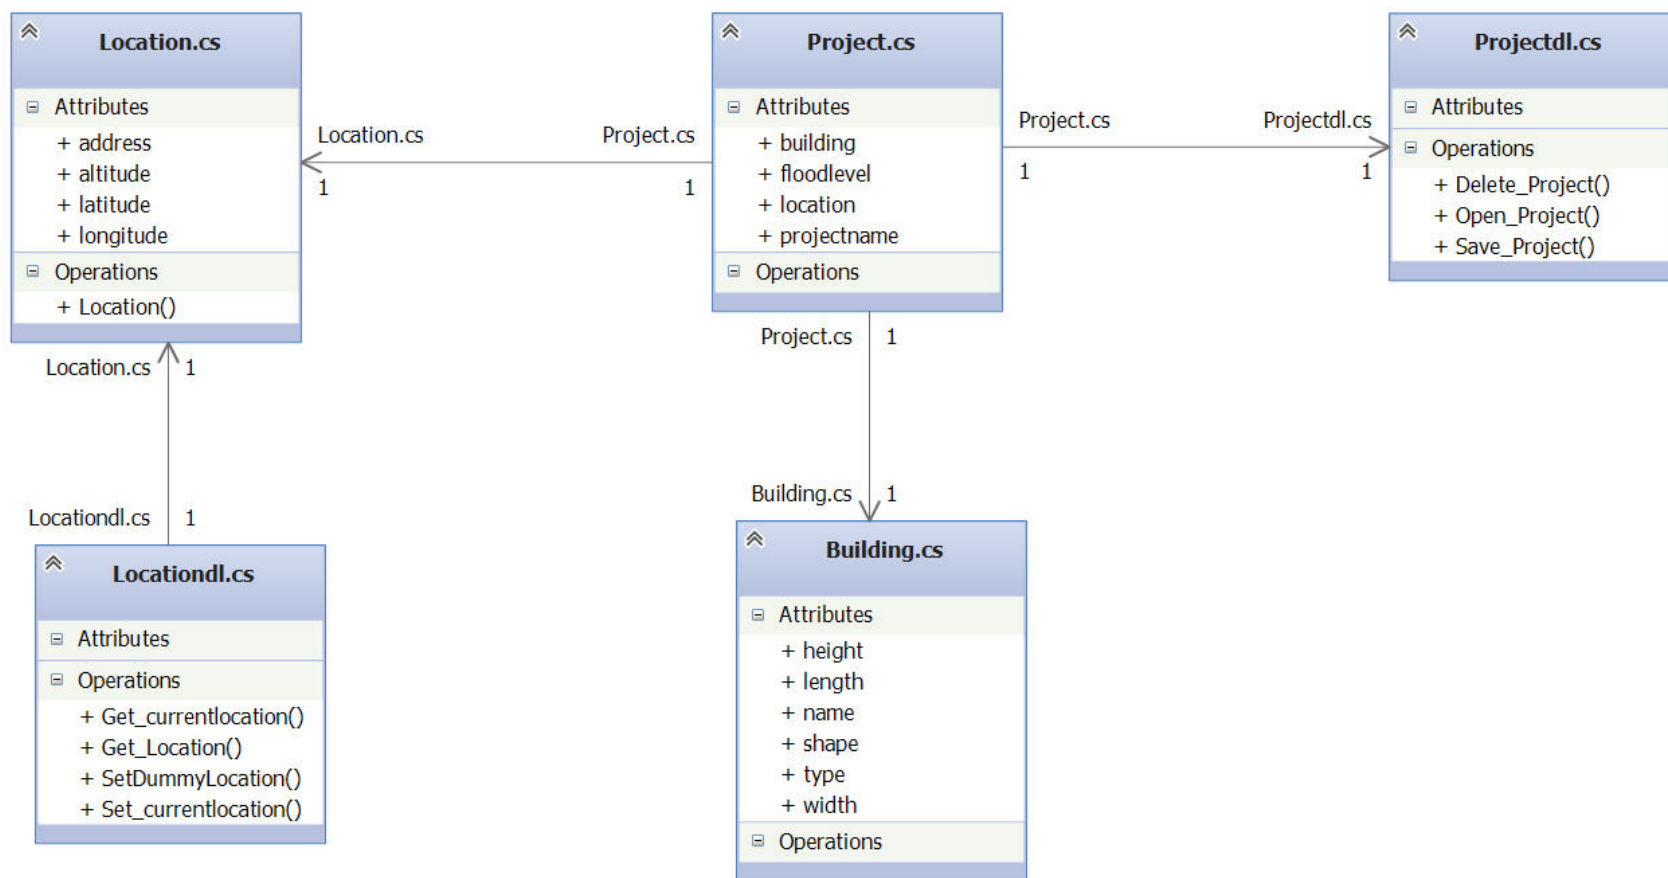 Location.cs
Attributes
+ address
+ altitude
+ latitude
+ longitude
Operations
+ Location()
Location.cs
Project.cs
1
1
Project.cs
Attributes
+ building
+ floodlevel
+ location
+ projectname
Operations
Project.cs
Projectdl.cs
1
1
Projectdl.cs
Attributes
Operations
+ Delete_Project()
+ Open_Project()
+ Save_Project()
Location.cs
1
Locationdl.cs
1
Project.cs
1
Building.cs
1
Locationdl.cs
Attributes
Operations
+ Get_currentlocation()
+ Get_Location()
+ SetDummyLocation()
+ Set_currentlocation()
Building.cs
Attributes
+ height
+ length
+ name
+ shape
+ type
+ width
Operations